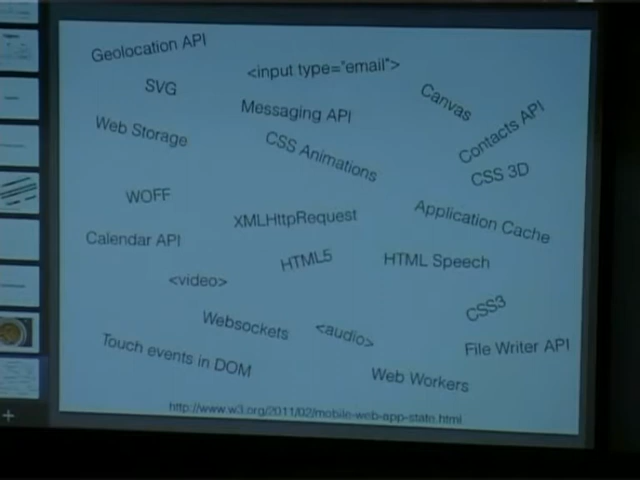 Geolocation API
<input type="email">
SVG
Canvas
Messaging API
Contacts API
Web Storage
CSS Animations
CSS 3D
WOFF
XMLHttpRequest
Application Cache
Calendar API
HTML5
HTML Speech
<video>
CSS3
Websockets
<audio>
File Writer API
Touch events in DOM
Web Workers
http://www.w3.org/2011/02/mobile-web-app-state.html